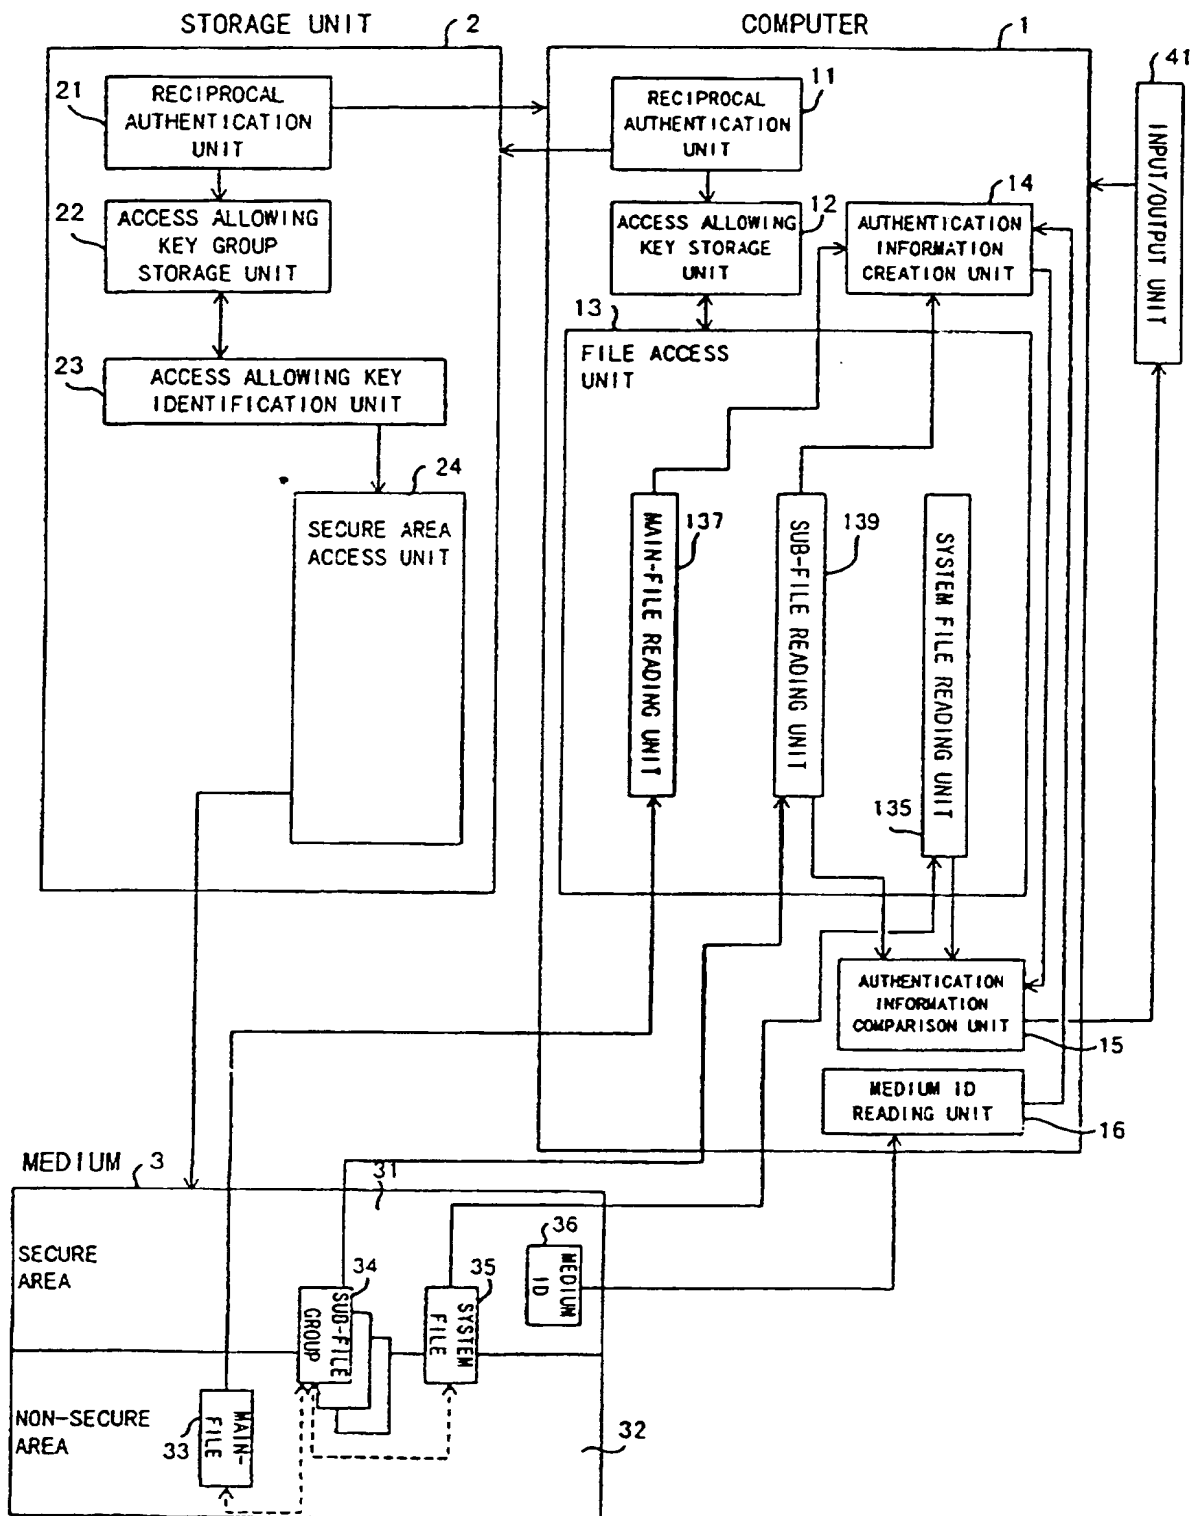 STORAGE UNIT
2
COMPUTER
1
41
21
RECIPROCAL
AUTHENTICATION
UNIT
RECIPROCAL
AUTHENTICATION
UNIT
11
INPUT/OUTPUT UNIT
22
ACCESS ALLOWING
KEY GROUP
STORAGE UNIT
ACCESS ALLOWING
KEY STORAGE
UNIT
12
14
AUTHENTICATION
INFORMATION
CREATION UNIT
13
FILE ACCESS
UNIT
23
ACCESS ALLOWING KEY
IDENTIFICATION UNIT
24
SECURE AREA
ACCESS UNIT
MAIN-FILE READING UNIT
137
SUB-FILE READING UNIT
139
SYSTEM FILE READING UNIT
135
AUTHENTICATION
INFORMATION
COMPARISON UNIT
15
MEDIUM ID
READING UNIT
16
MEDIUM
3
31
SECURE
AREA
34
SUB-FILE
GROUP
35
SYSTEM
FILE
36
MEDIUM
ID
NON-SECURE
AREA
33
MAIN-
FILE
32